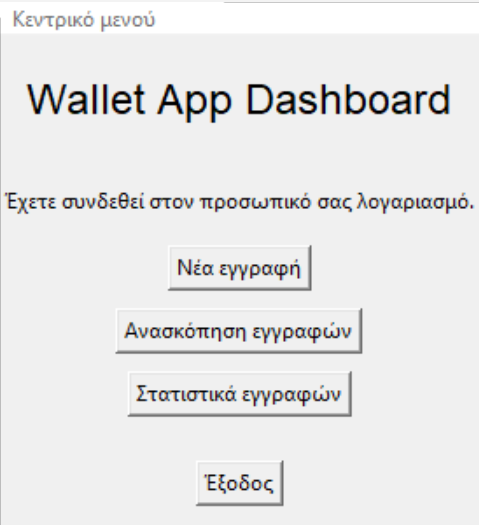 Κεντρικό μενού
Wallet App Dashboard
Έχετε συνδεθεί στον προσωπικό σας λογαριασμό.
Νέα εγγραφή
Ανασκόπηση εγγραφών
Στατιστικά εγγραφών
Έξοδος